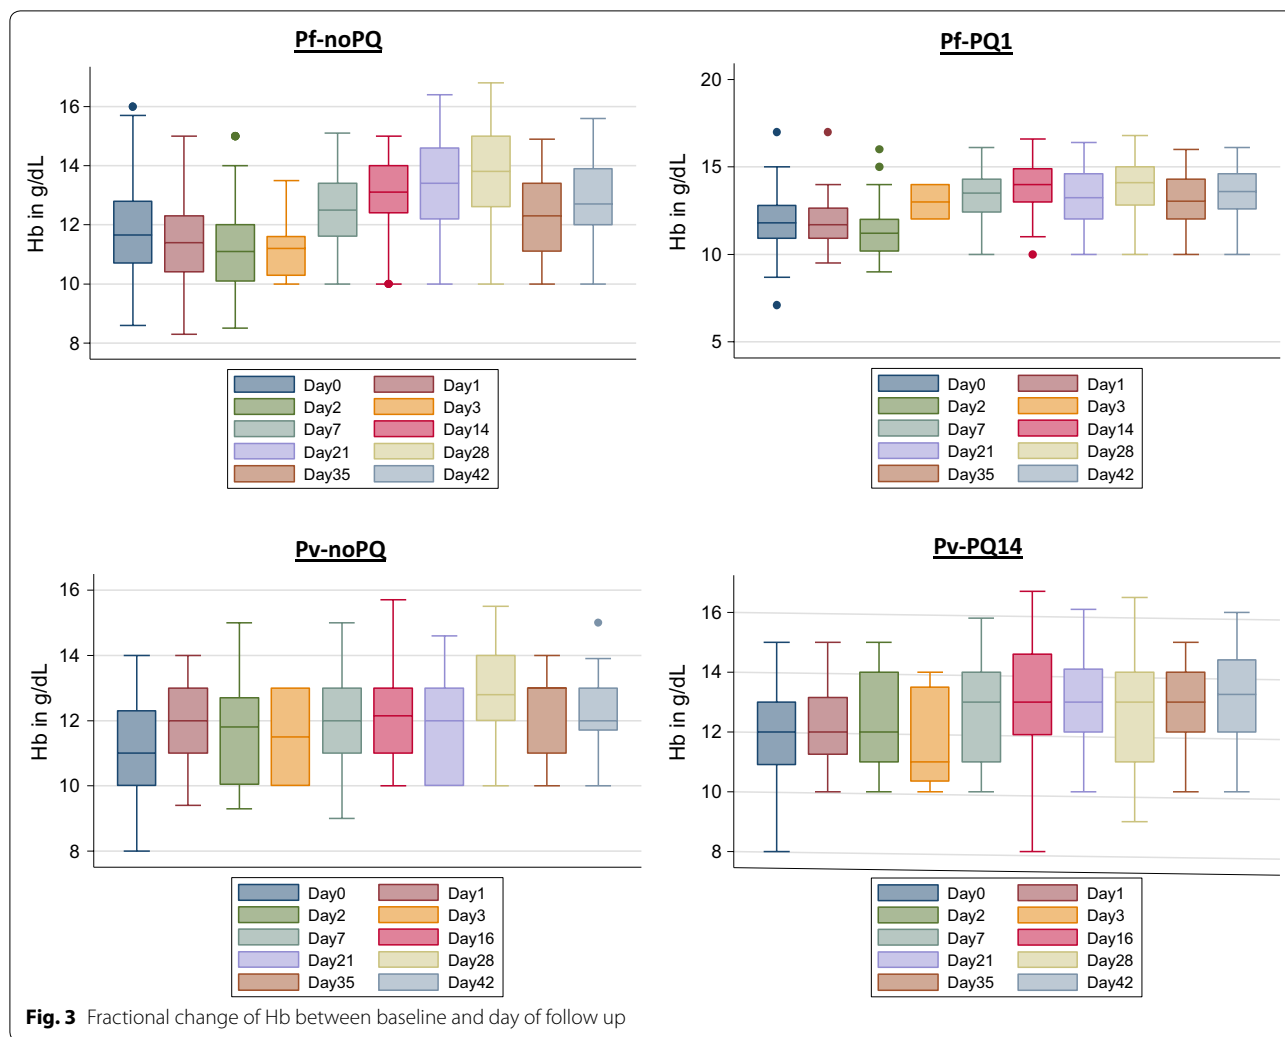 Pf-noPQ
Hb in g/dL
16
14
12
10
8
Day0 Day1
Day2 Day3
Day7 Day14
Day21 Day28
Day35 Day42
Pf-PQ1
Hb in g/dL
20
15
10
5
Day0 Day1
Day2 Day3
Day7 Day14
Day21 Day28
Day35 Day42
Pv-noPQ
Hb in g/dL
16
14
12
10
8
Day0 Day1
Day2 Day3
Day7 Day16
Day21 Day28
Day35 Day42
Pv-PQ14
Hb in g/dL
16
14
12
10
8
Day0 Day1
Day2 Day3
Day7 Day16
Day21 Day28
Day35 Day42
Fig. 3 Fractional change of Hb between baseline and day of follow up